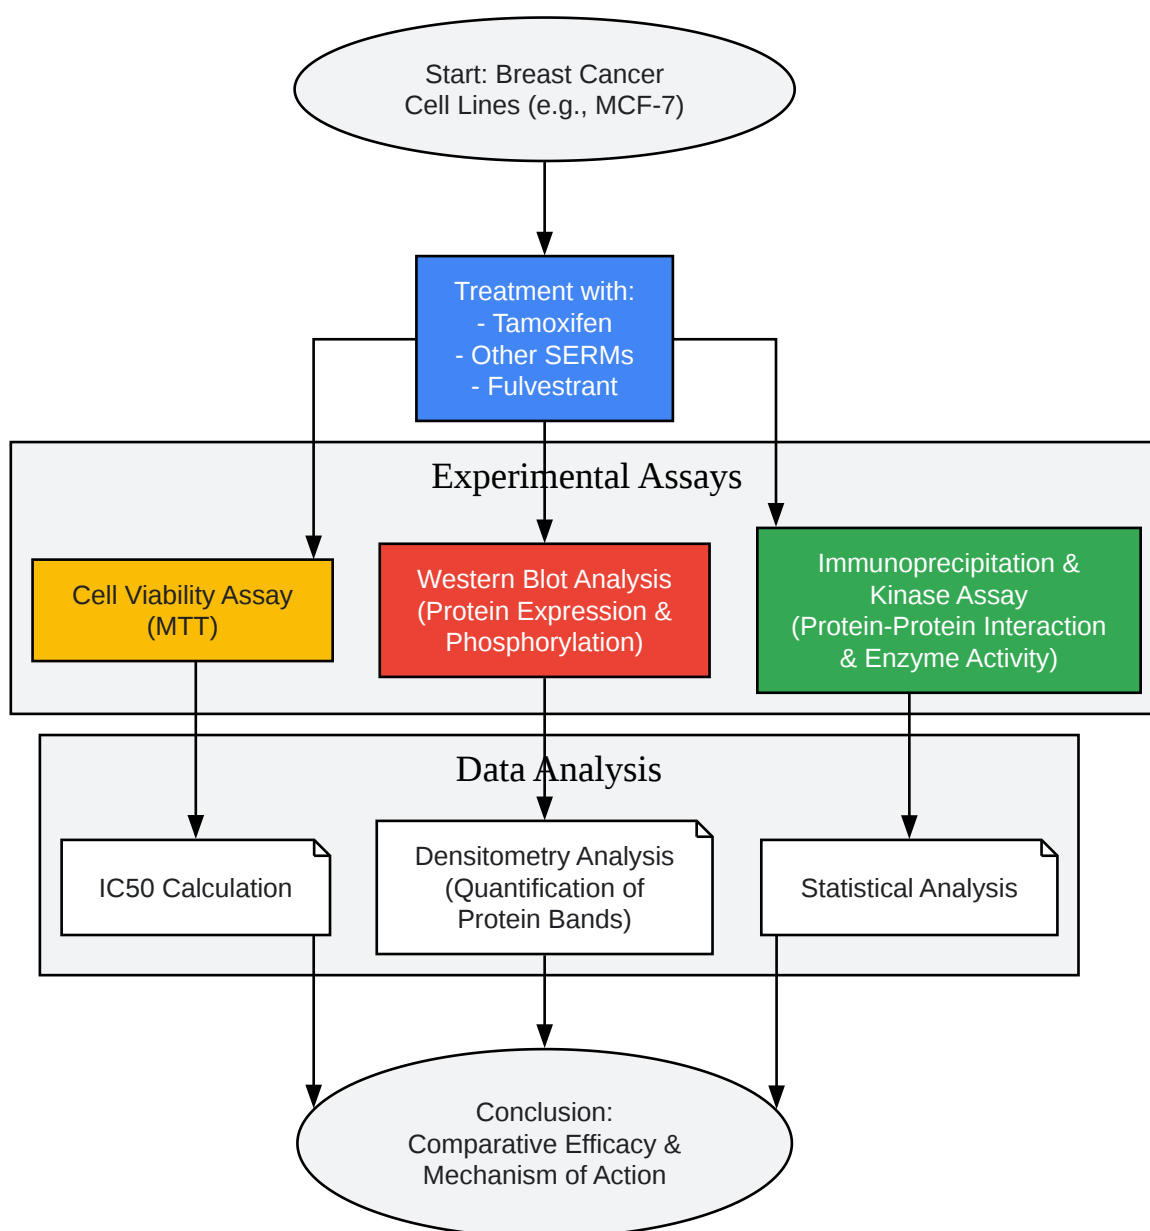 Start: Breast Cancer
Cell Lines (e.g., MCF-7)
Treatment with:
- Tamoxifen
- Other SERMs
- Fulvestrant
Experimental Assays
Cell Viability Assay
(MTT)
Western Blot Analysis
(Protein Expression &
Phosphorylation)
Immunoprecipitation &
Kinase Assay
(Protein-Protein Interaction
& Enzyme Activity)
Data Analysis
IC50 Calculation
Densitometry Analysis
(Quantification of
Protein Bands)
Statistical Analysis
Conclusion:
Comparative Efficacy &
Mechanism of Action